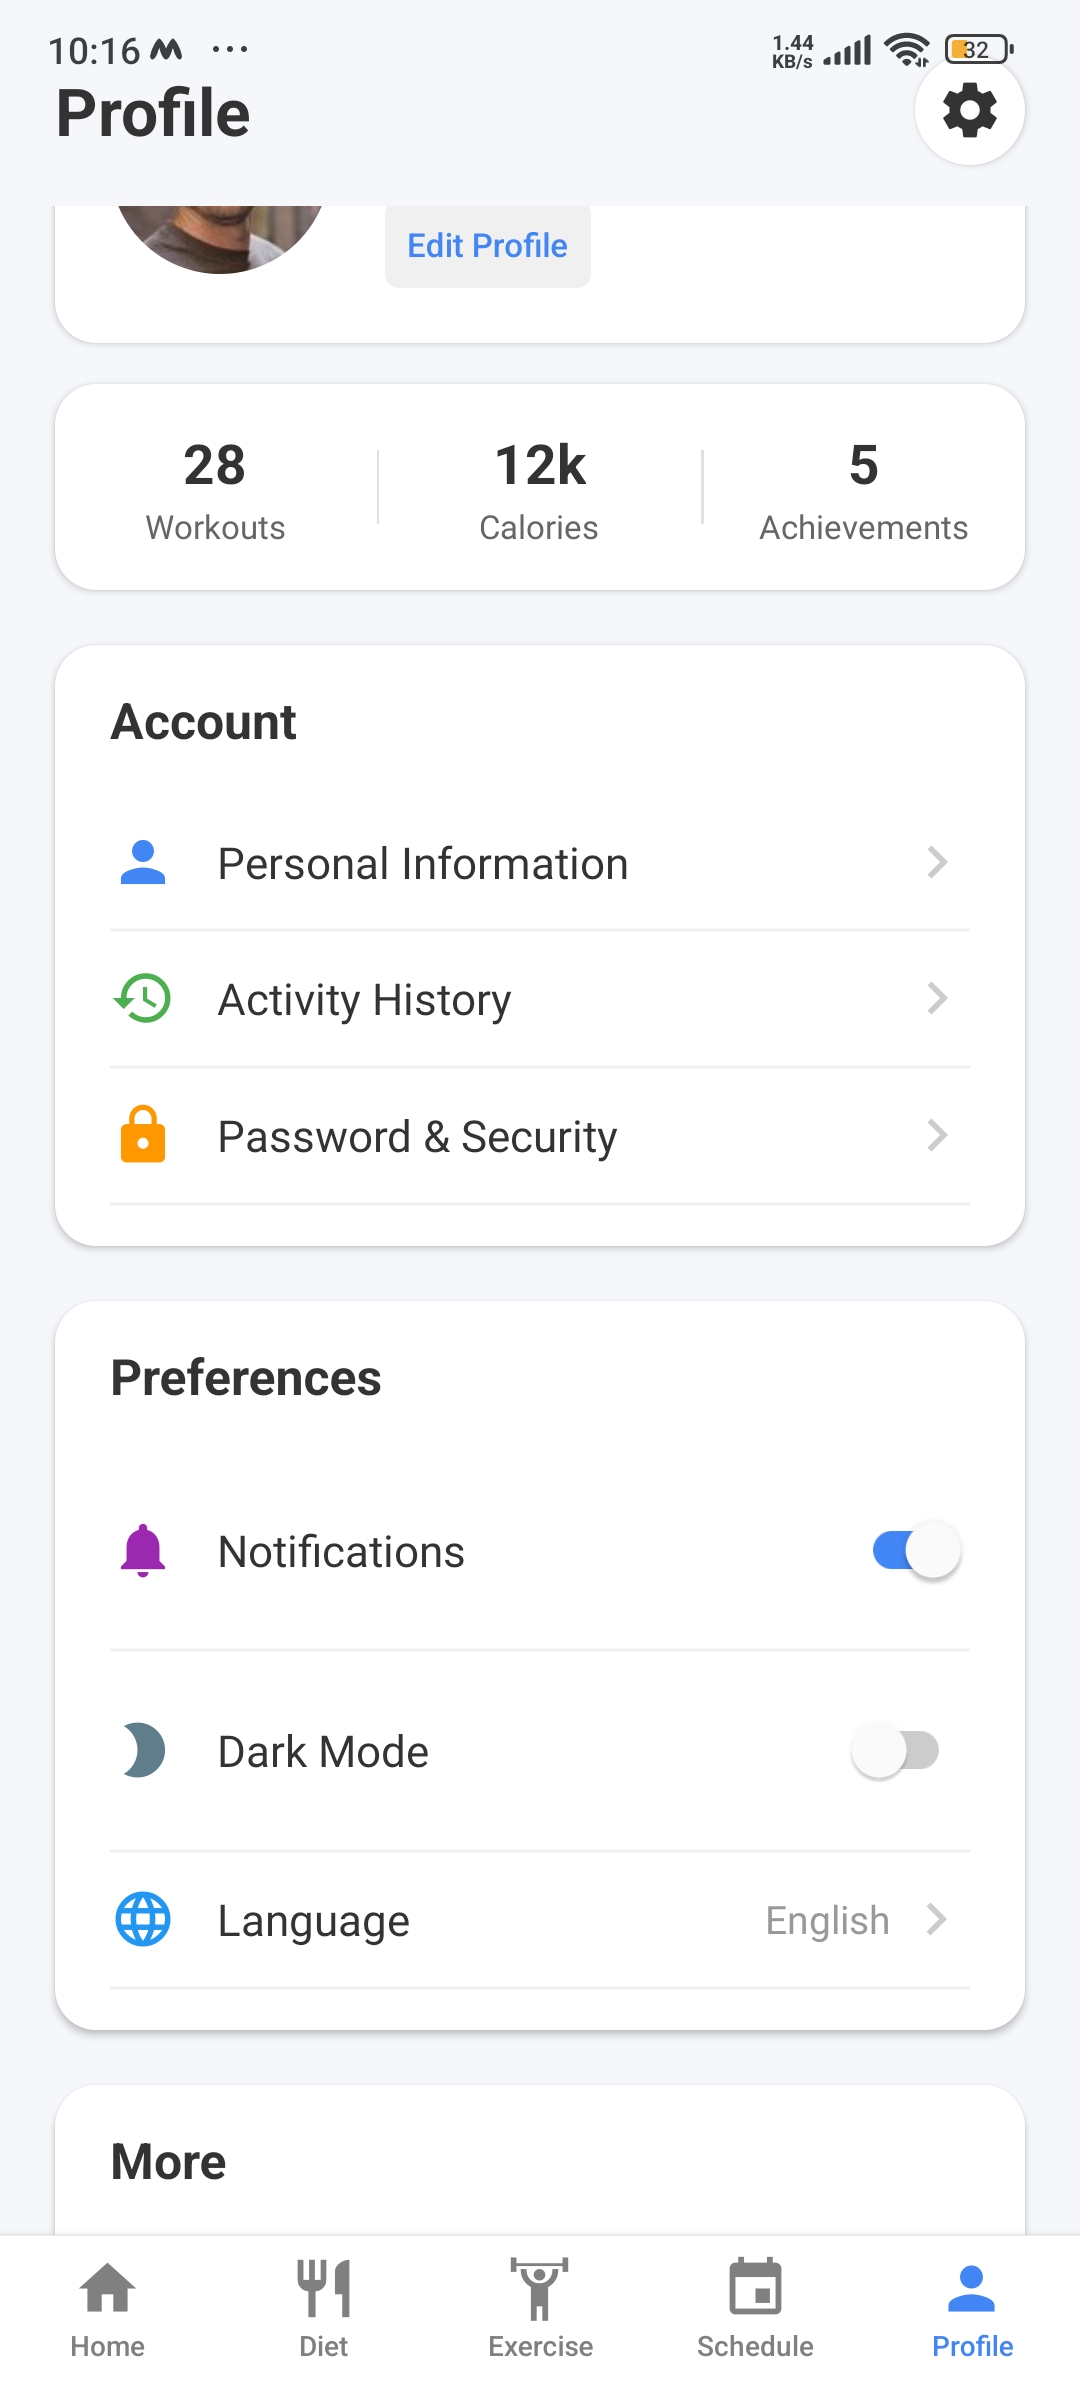 10:16
1.44
KB/s
32
Profile
Edit Profile
28
12k
5
Workouts
Calories
Achievements
Account
Personal Information
Activity History
Password & Security
Preferences
Notifications
Dark Mode
Language
English
More
Home
Diet
Exercise
Schedule
Profile